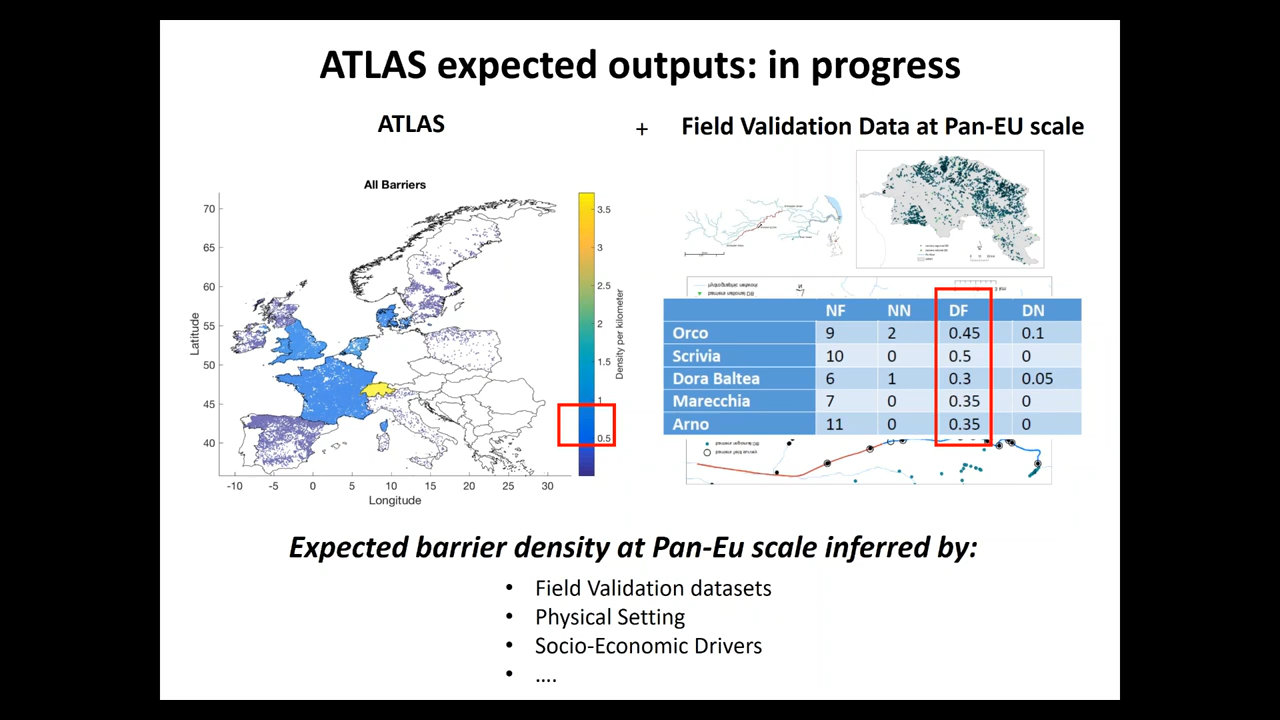 ATLAS expected outputs: in progress
ATLAS
+
Field Validation Data at Pan-EU scale
All Barriers
70
65
60
55
50
45
40
Latitude
-10 -5 0 5 10 15 20 25 30
Longitude
3.5
3
2.5
2
1.5
1
0.5
Density per kilometer
NF NN DF DN
Orco 9 2 0.45 0.1
Scrivia 10 0 0.5 0
Dora Baltea 6 1 0.3 0.05
Marecchia 7 0 0.35 0
Arno 11 0 0.35 0
Expected barrier density at Pan-Eu scale inferred by:
• Field Validation datasets
• Physical Setting
• Socio-Economic Drivers
• ....